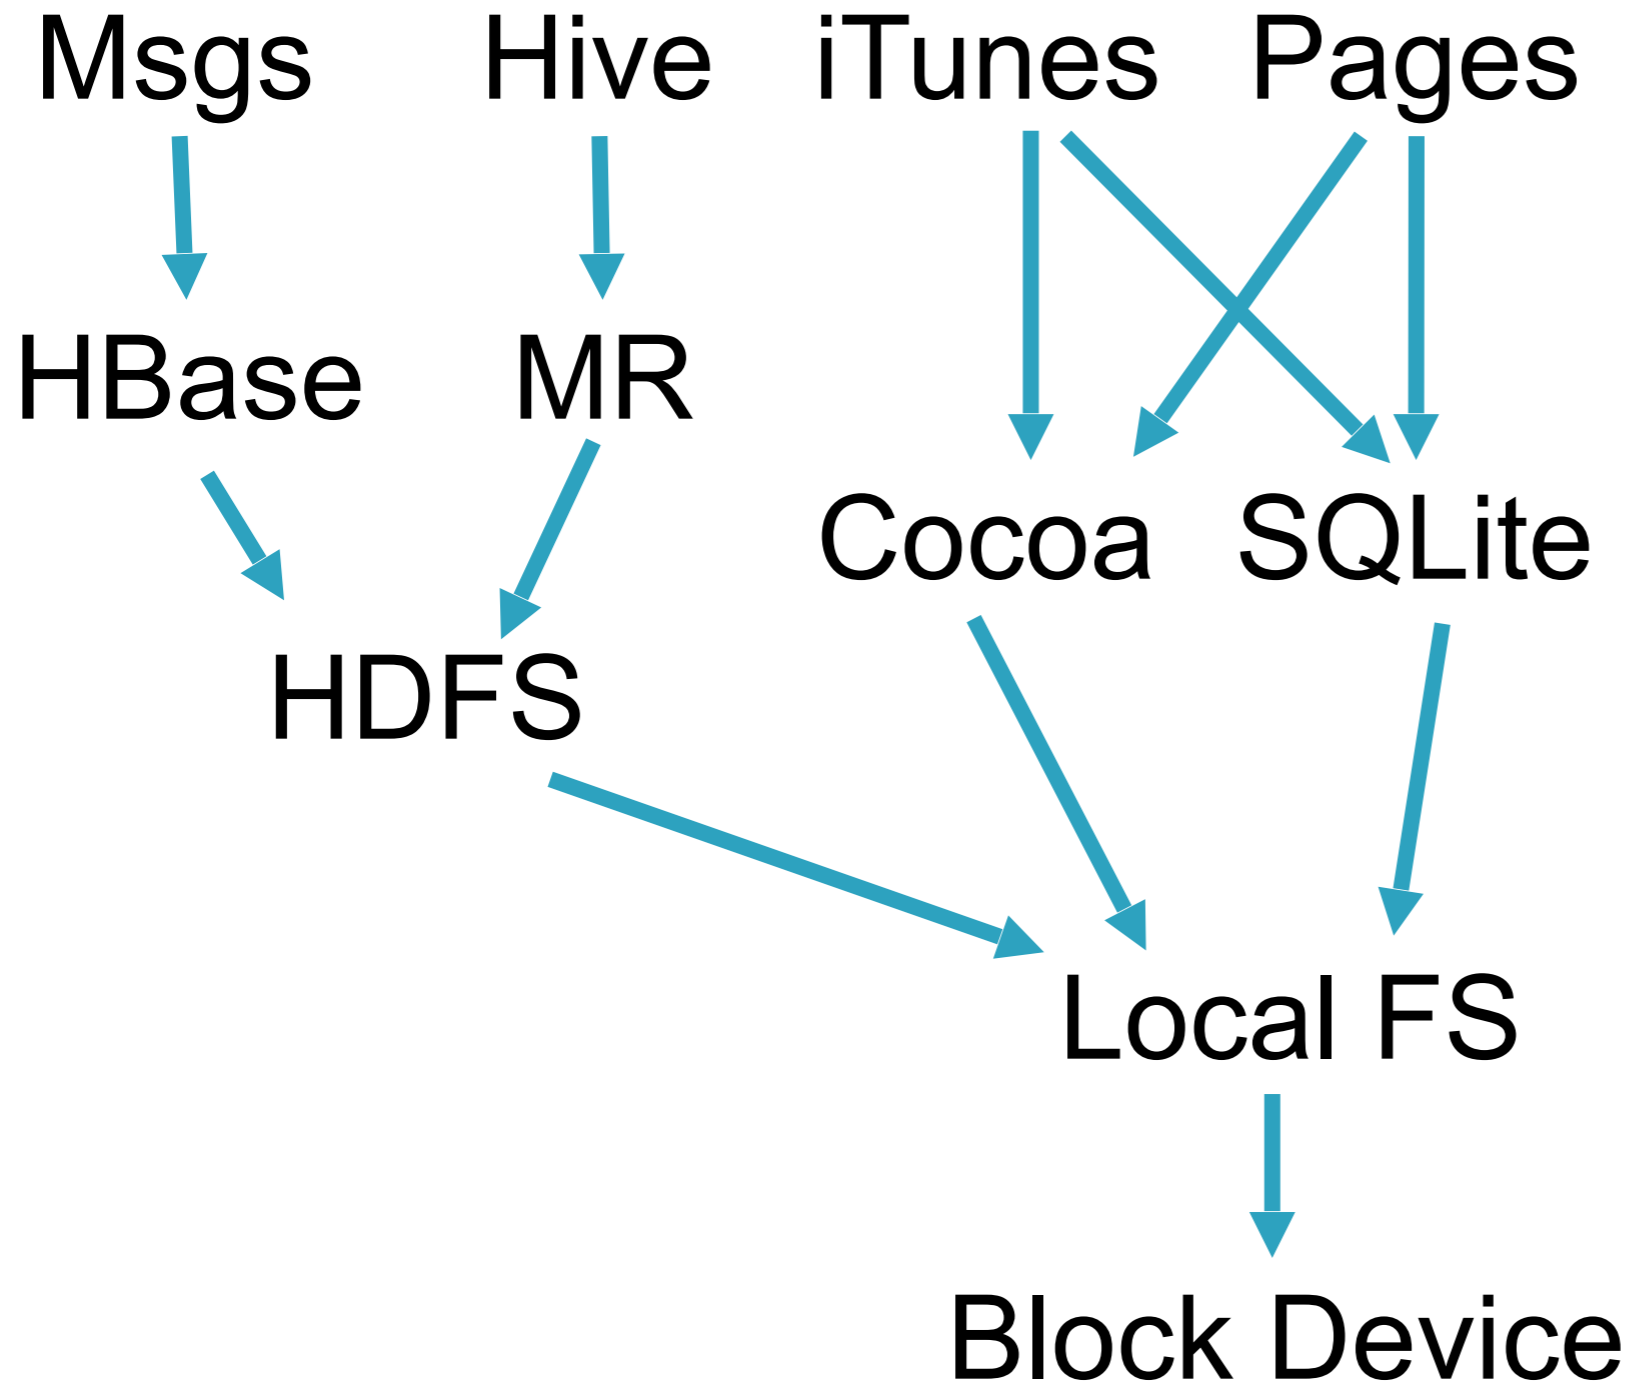 Msgs Hive iTunes Pages
HBase MR
Cocoa SQLite
HDFS
Local FS
Block Device